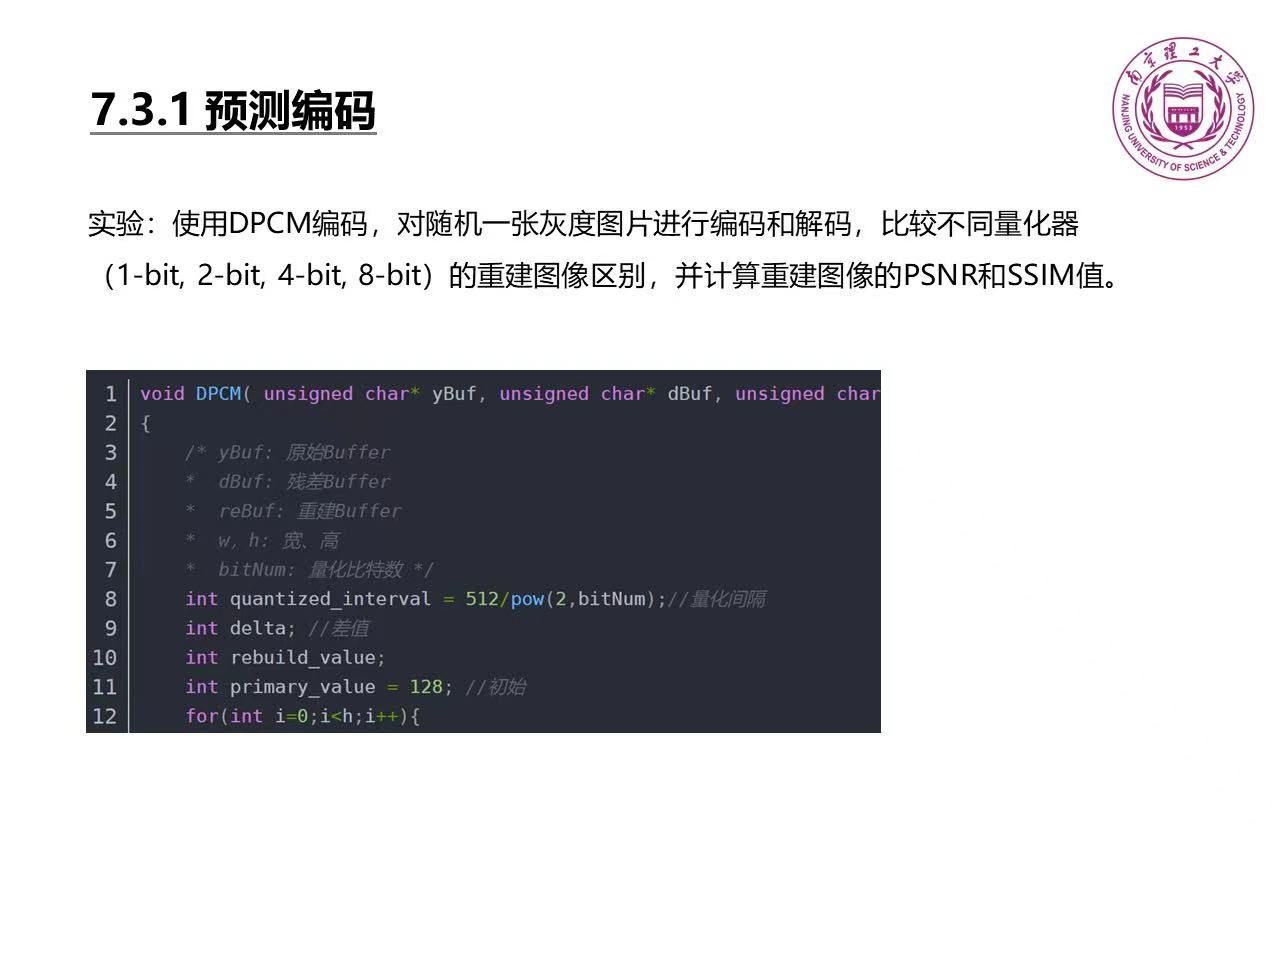 7.3.1 预测编码
南京理工大学
NANJING UNIVERSITY OF SCIENCE & TECHNOLOGY
1953
实验：使用DPCM编码，对随机一张灰度图片进行编码和解码，比较不同量化器
（1-bit, 2-bit, 4-bit, 8-bit）的重建图像区别，并计算重建图像的PSNR和SSIM值。
1 void DPCM( unsigned char* yBuf, unsigned char* dBuf, unsigned char
2 {
3 /* yBuf: 原始Buffer
4 * dBuf: 残差Buffer
5 * reBuf: 重建Buffer
6 * w，h: 宽、高
7 * bitNum: 量化比特数 */
8 int quantized_interval = 512/pow(2,bitNum);//量化间隔
9 int delta; //差值
10 int rebuild_value;
11 int primary_value = 128; //初始
12 for(int i=0;i<h;i++){